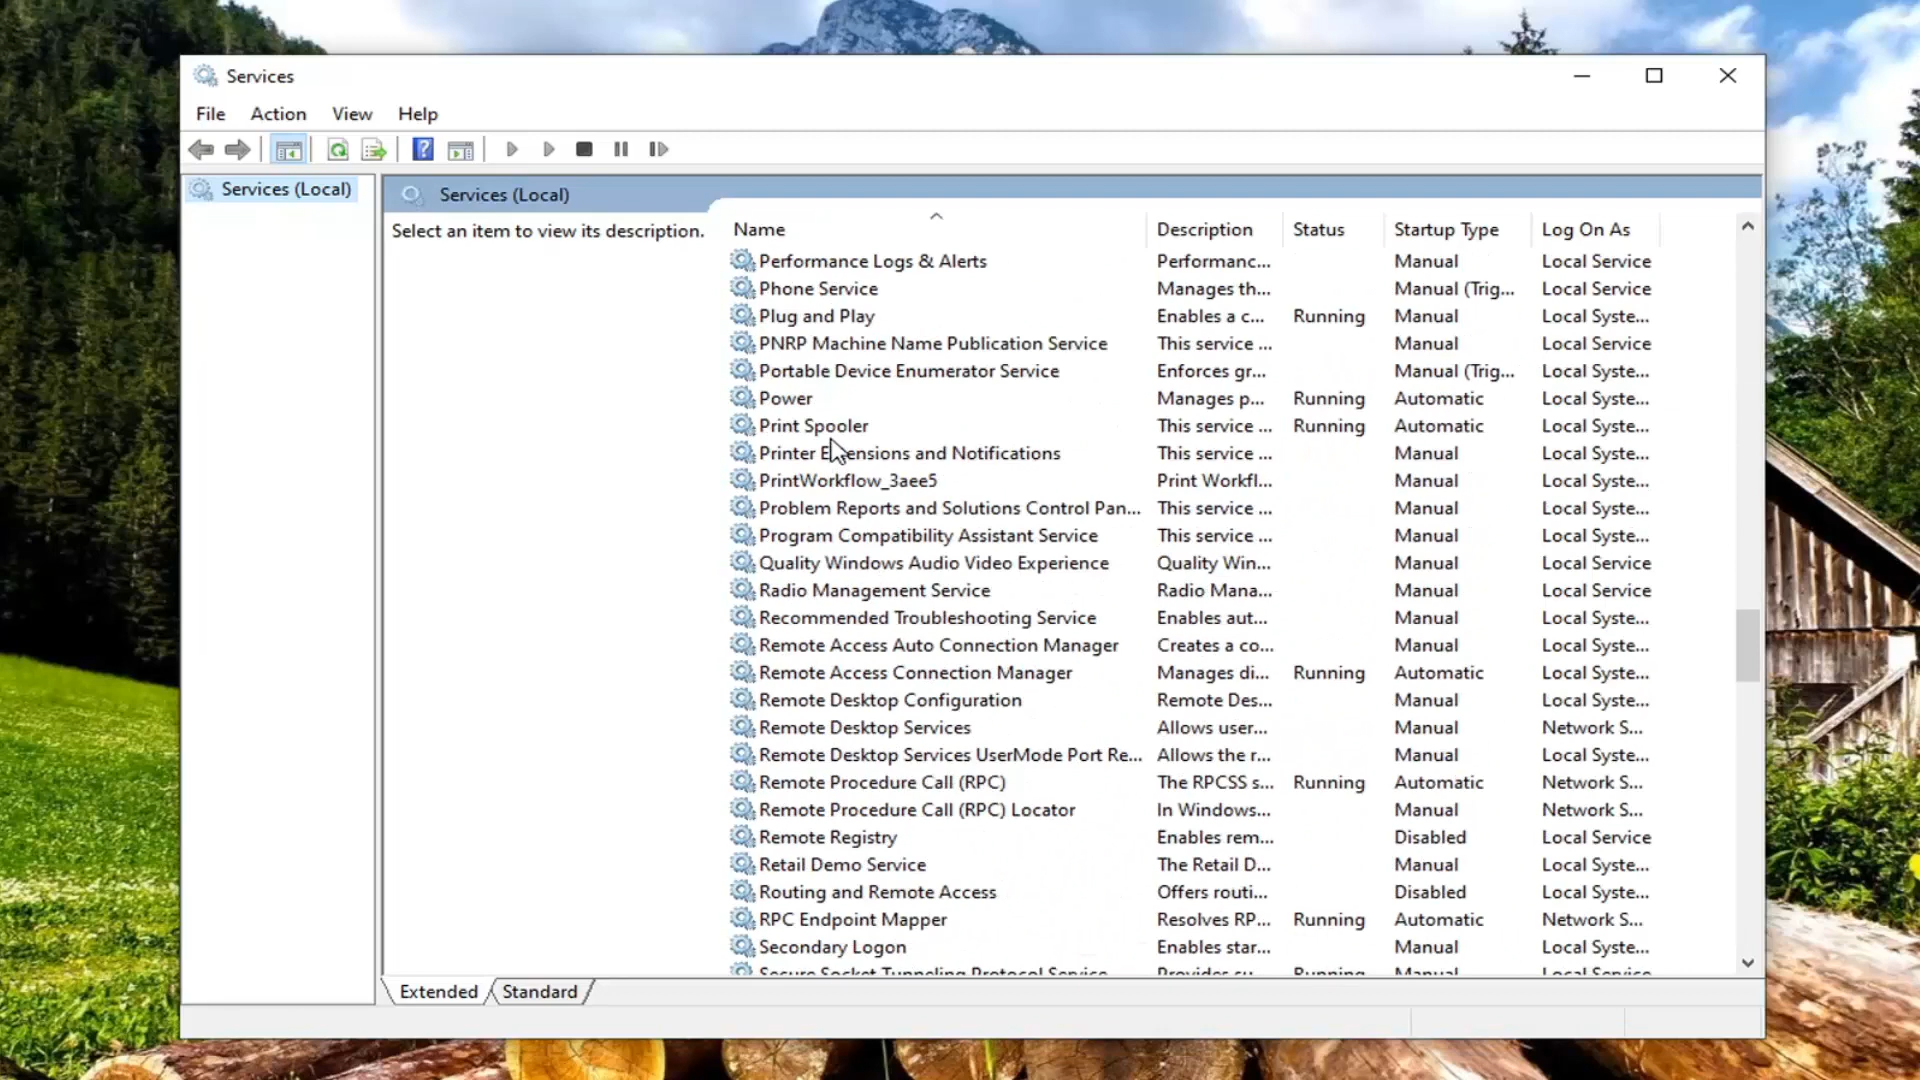 Services
File Action View Help
Services (Local)
Services (Local)
Select an item to view its description.
Name Description Status Startup Type Log On As
Performance Logs & Alerts Performanc... Manual Local Service
Phone Service Manages th... Manual (Trig... Local Service
Plug and Play Enables a c... Running Manual Local Syste...
PNRP Machine Name Publication Service This service ... Manual Local Service
Portable Device Enumerator Service Enforces gr... Manual (Trig... Local Syste...
Power Manages p... Running Automatic Local Syste...
Print Spooler This service ... Running Automatic Local Syste...
Printer Extensions and Notifications This service ... Manual Local Syste...
PrintWorkflow_3aee5 Print Workfl... Manual Local Syste...
Problem Reports and Solutions Control Pan... This service ... Manual Local Syste...
Program Compatibility Assistant Service This service ... Manual Local Syste...
Quality Windows Audio Video Experience Quality Win... Manual Local Service
Radio Management Service Radio Mana... Manual Local Service
Recommended Troubleshooting Service Enables aut... Manual Local Syste...
Remote Access Auto Connection Manager Creates a co... Manual Local Syste...
Remote Access Connection Manager Manages di... Running Automatic Local Syste...
Remote Desktop Configuration Remote Des... Manual Local Syste...
Remote Desktop Services Allows user... Manual Network S...
Remote Desktop Services UserMode Port Re... Allows the r... Manual Local Syste...
Remote Procedure Call (RPC) The RPCSS s... Running Automatic Network S...
Remote Procedure Call (RPC) Locator In Windows... Manual Network S...
Remote Registry Enables rem... Disabled Local Service
Retail Demo Service The Retail D... Manual Local Syste...
Routing and Remote Access Offers routi... Disabled Local Syste...
RPC Endpoint Mapper Resolves RP... Running Automatic Network S...
Secondary Logon Enables star... Manual Local Syste...
Secure Socket Tunneling Protocol Service Provides su... Running Manual Local Service
Extended Standard